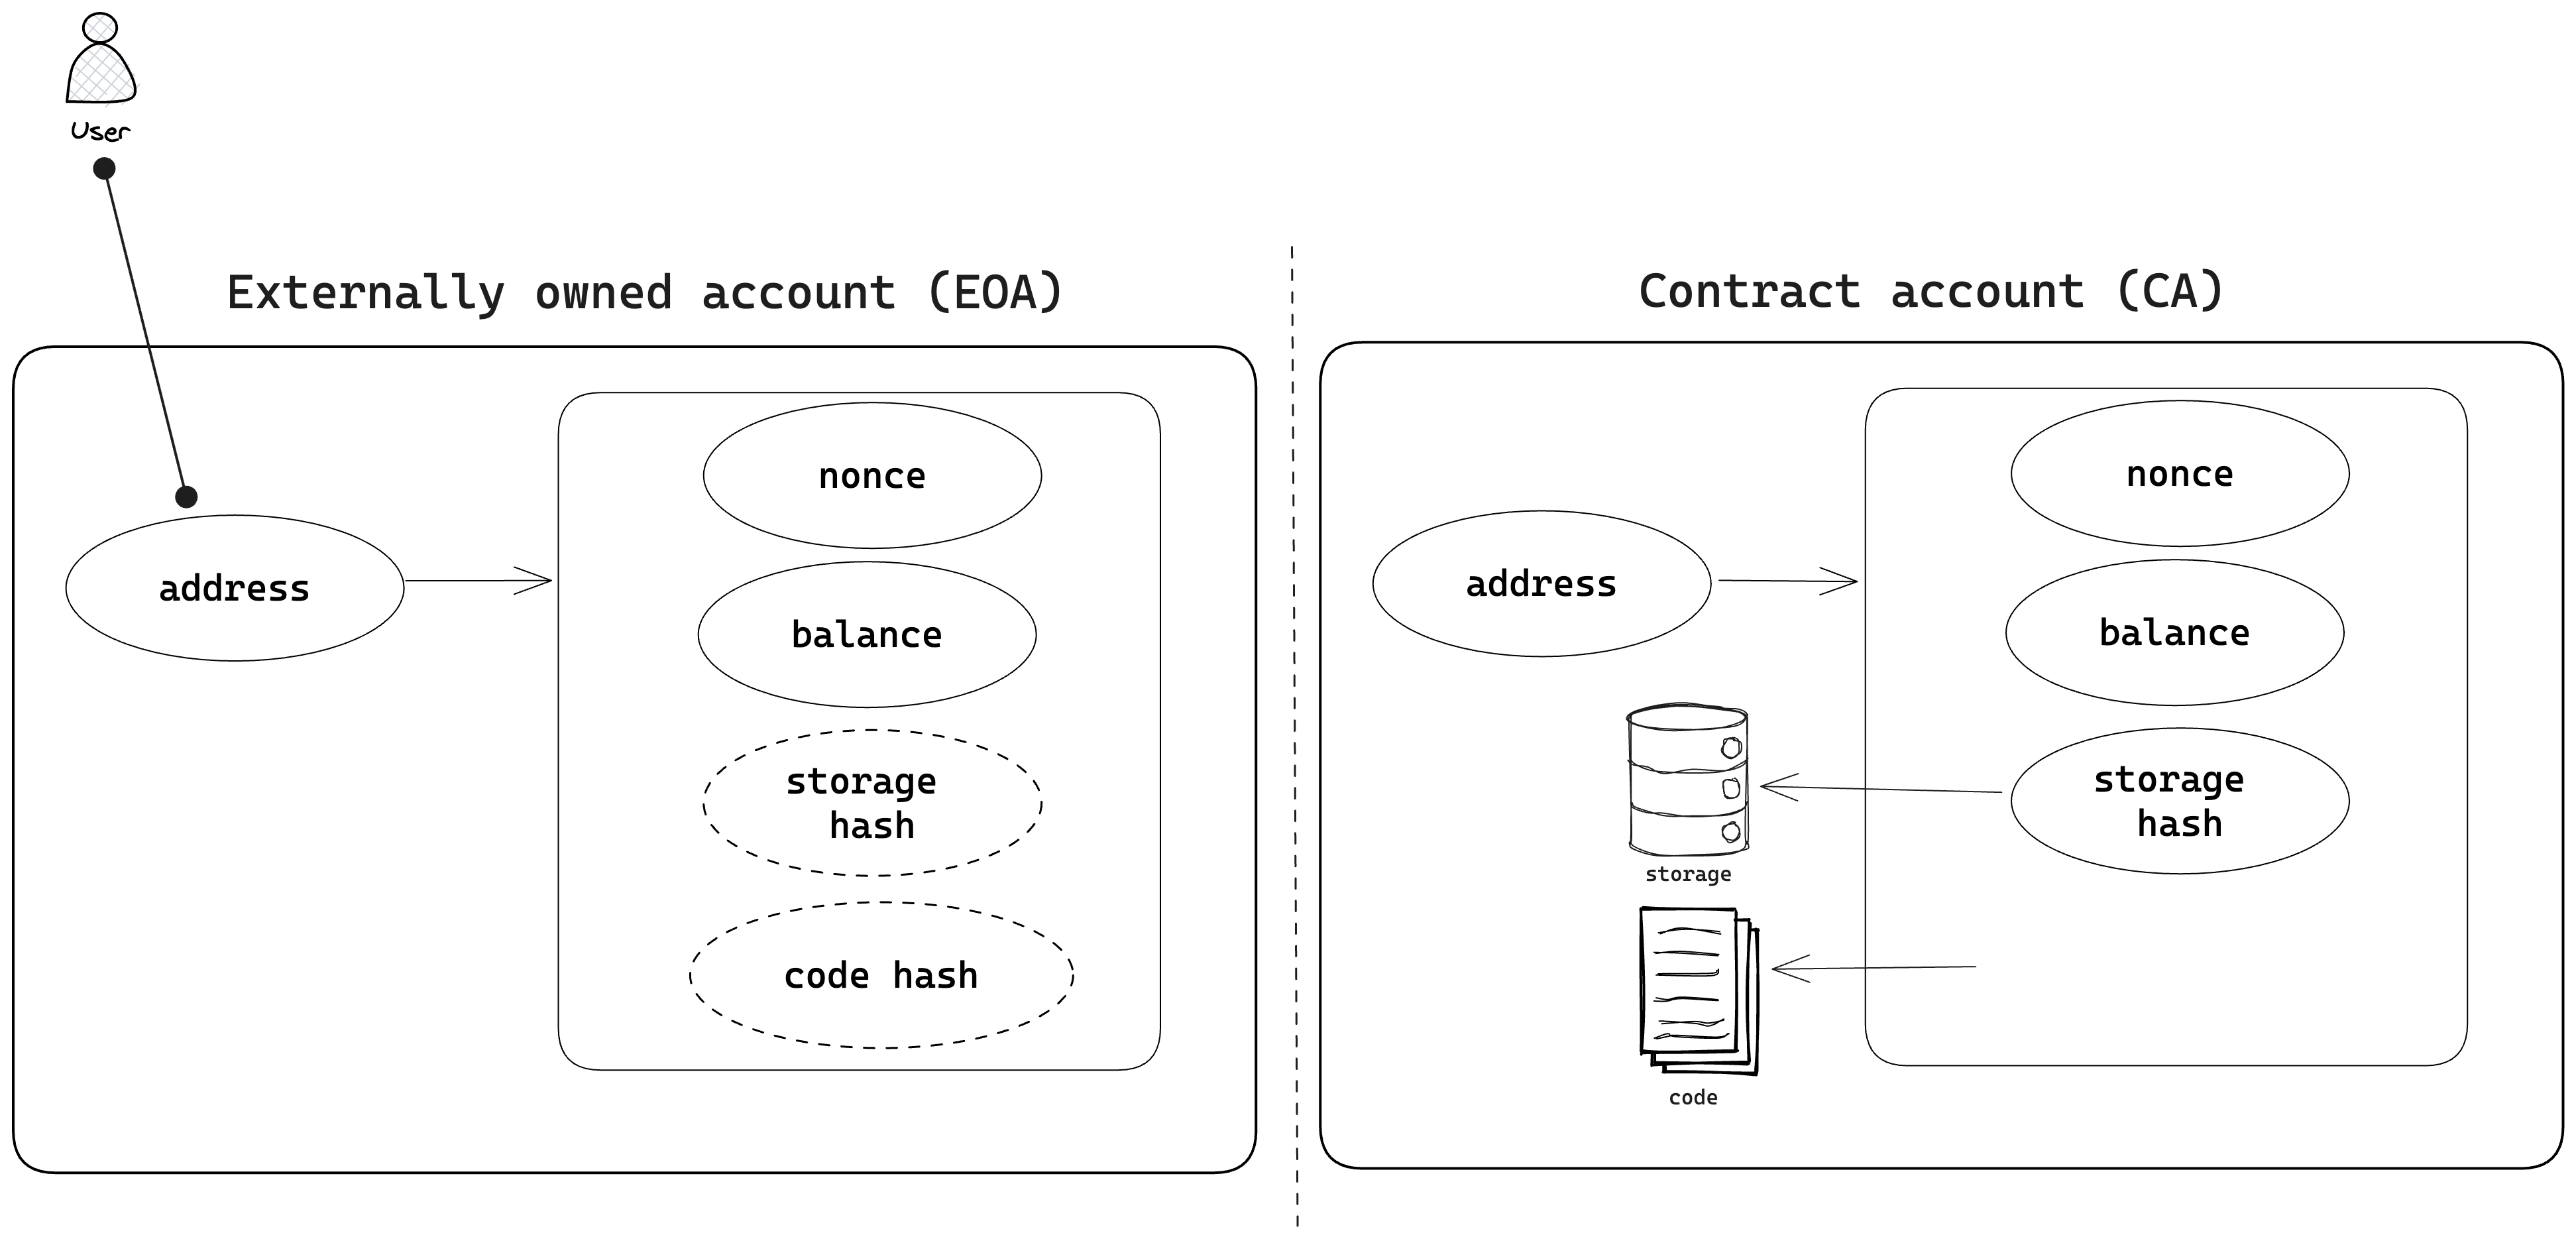 User
Externally owned account (EOA)
address
nonce
balance
storage
hash
code hash
Contract account (CA)
address
nonce
balance
storage
hash
storage
code